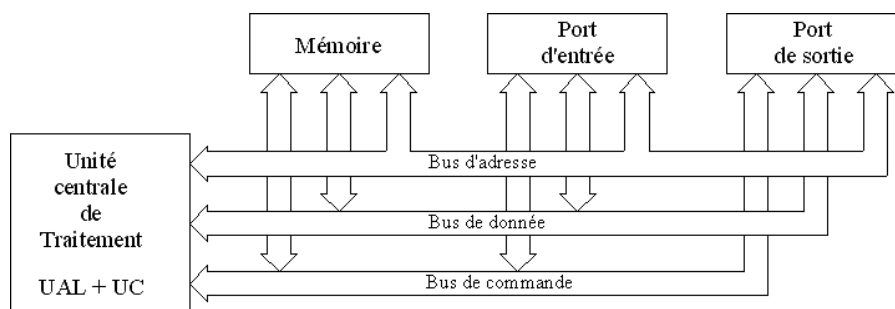 Mémoire
Port
d'entrée
Port
de sortie
Unité
centrale
de
Traitement
UAL + UC
Bus d'adresse
Bus de donnée
Bus de commande